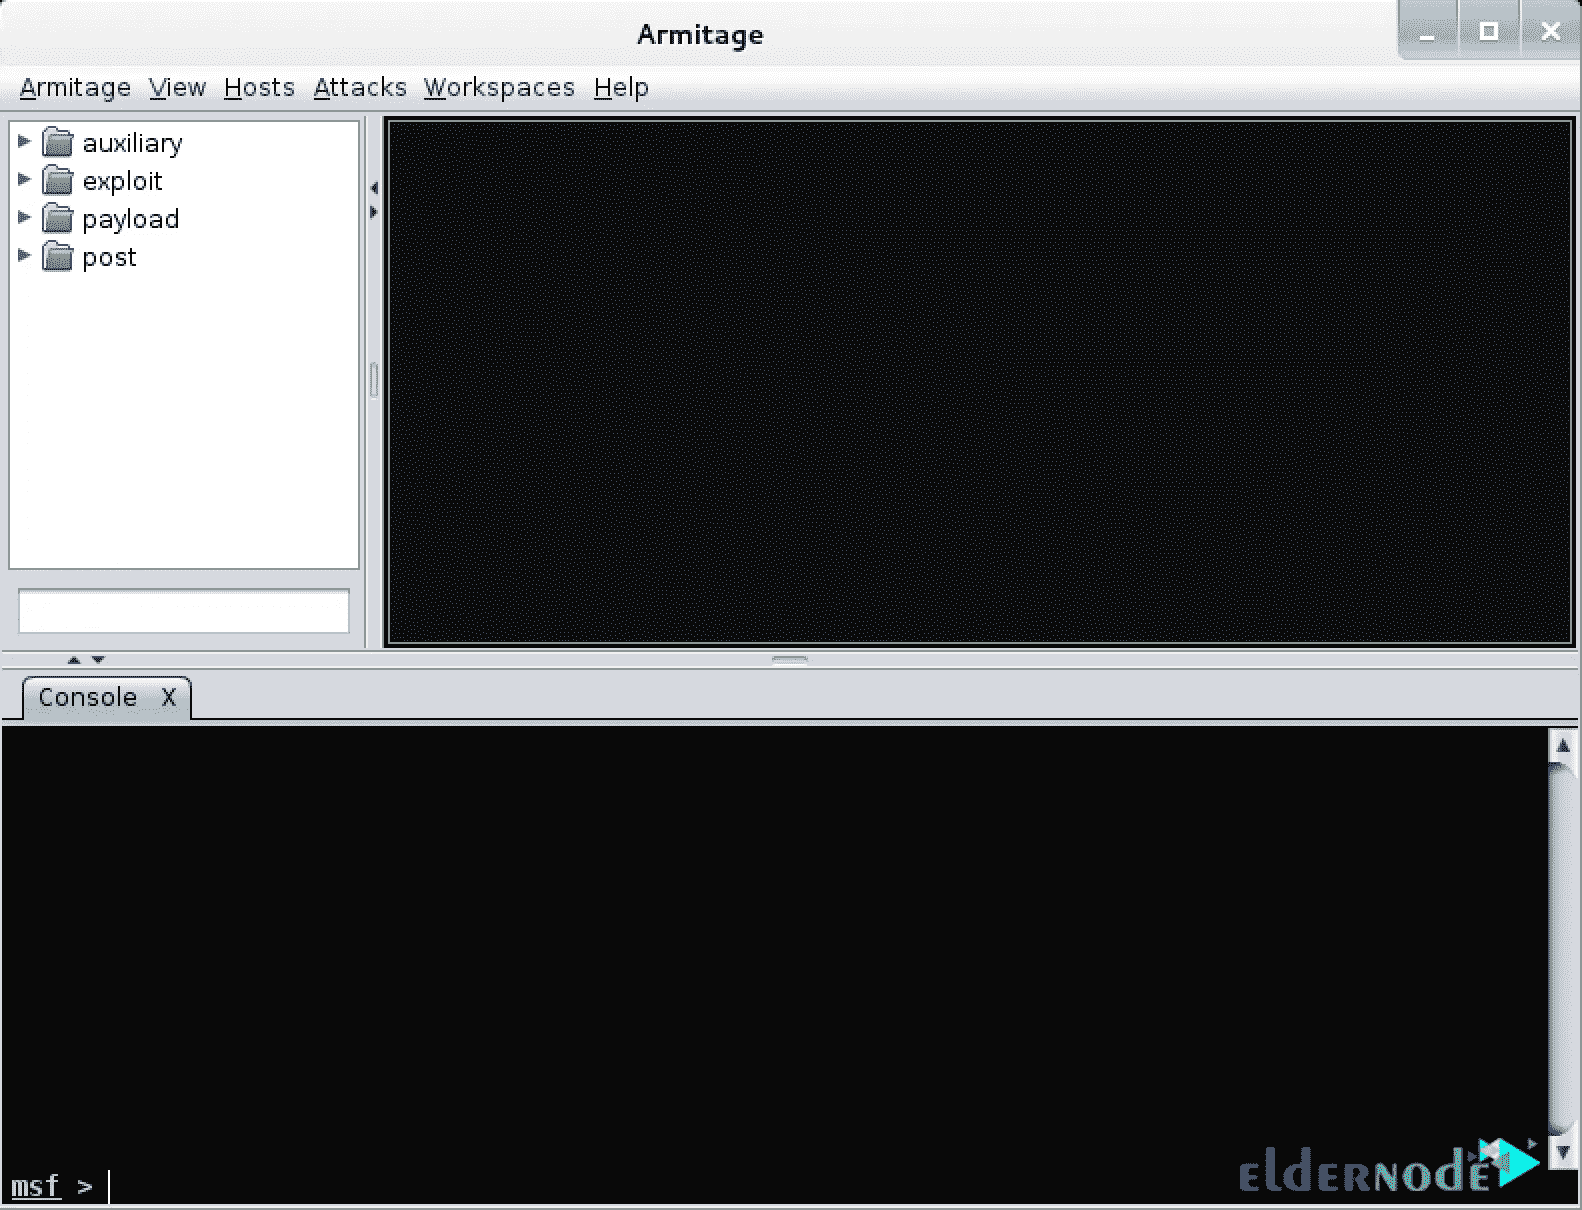 Armitage
Armitage View Hosts Attacks Workspaces Help
auxiliary
exploit
payload
post
Console X
msf >
eldernode